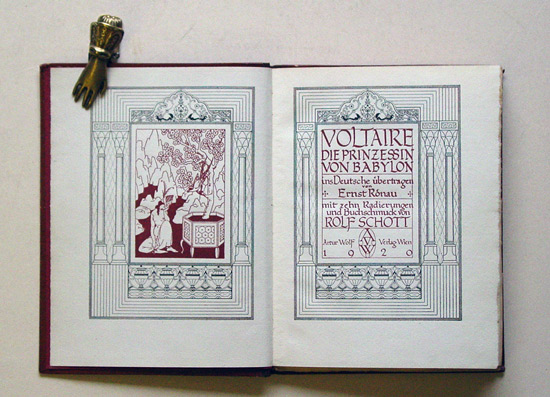 VOLTAIRE
DIE PRINZESSIN
VON BABYLON
ins Deutsche übertragen
von
Ernst Rónau
mit zehn Radierungen
und Buchschmuck von
ROLF SCHOTT
Artur Wolf Verlag Wien
AWV
1920